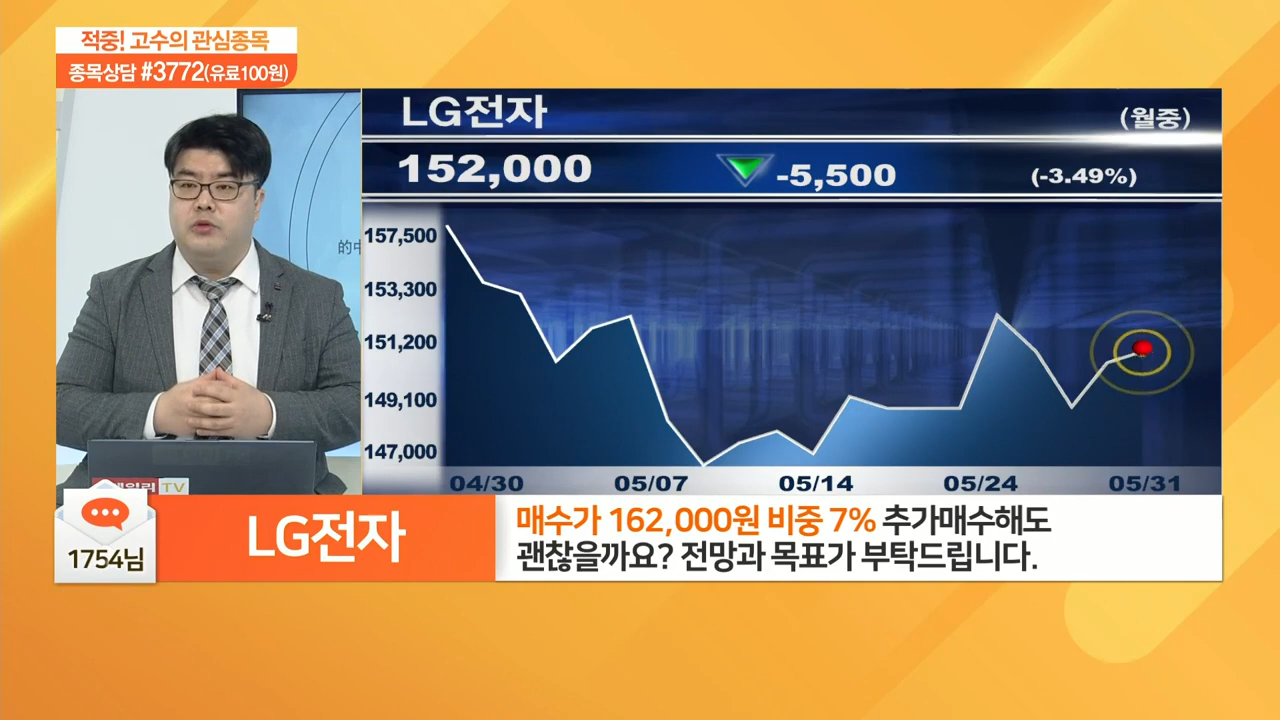 적중! 고수의 관심종목
종목상담 #3772(유료100원)
的中
LG전자
(월중)
152,000
-5,500
(-3.49%)
157,500
153,300
151,200
149,100
147,000
04/30 05/07 05/14 05/24 05/31
TV
1754님
LG전자
매수가 162,000원 비중 7% 추가매수해도
괜찮을까요? 전망과 목표가 부탁드립니다.